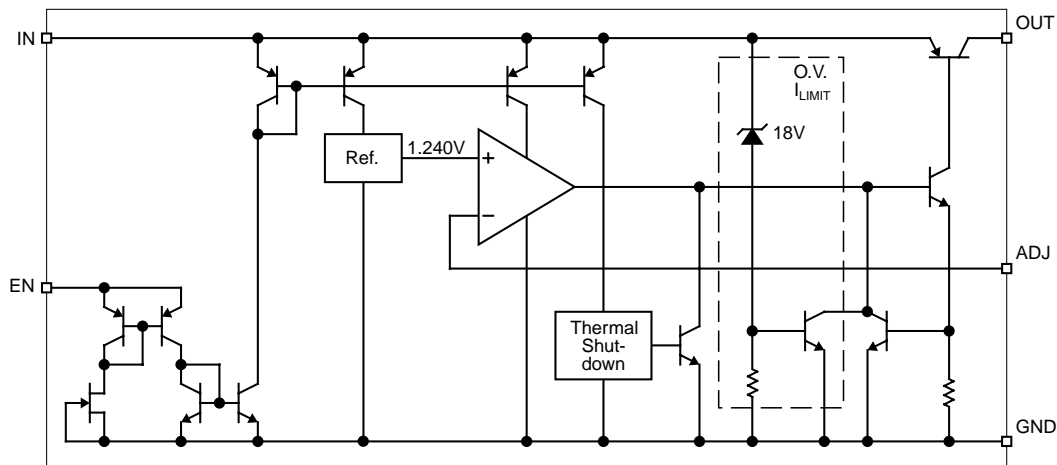 IN
OUT
O.V.
ILIMIT
18V
Ref.
1.240V
+
−
ADJ
EN
Thermal
Shut-
down
GND